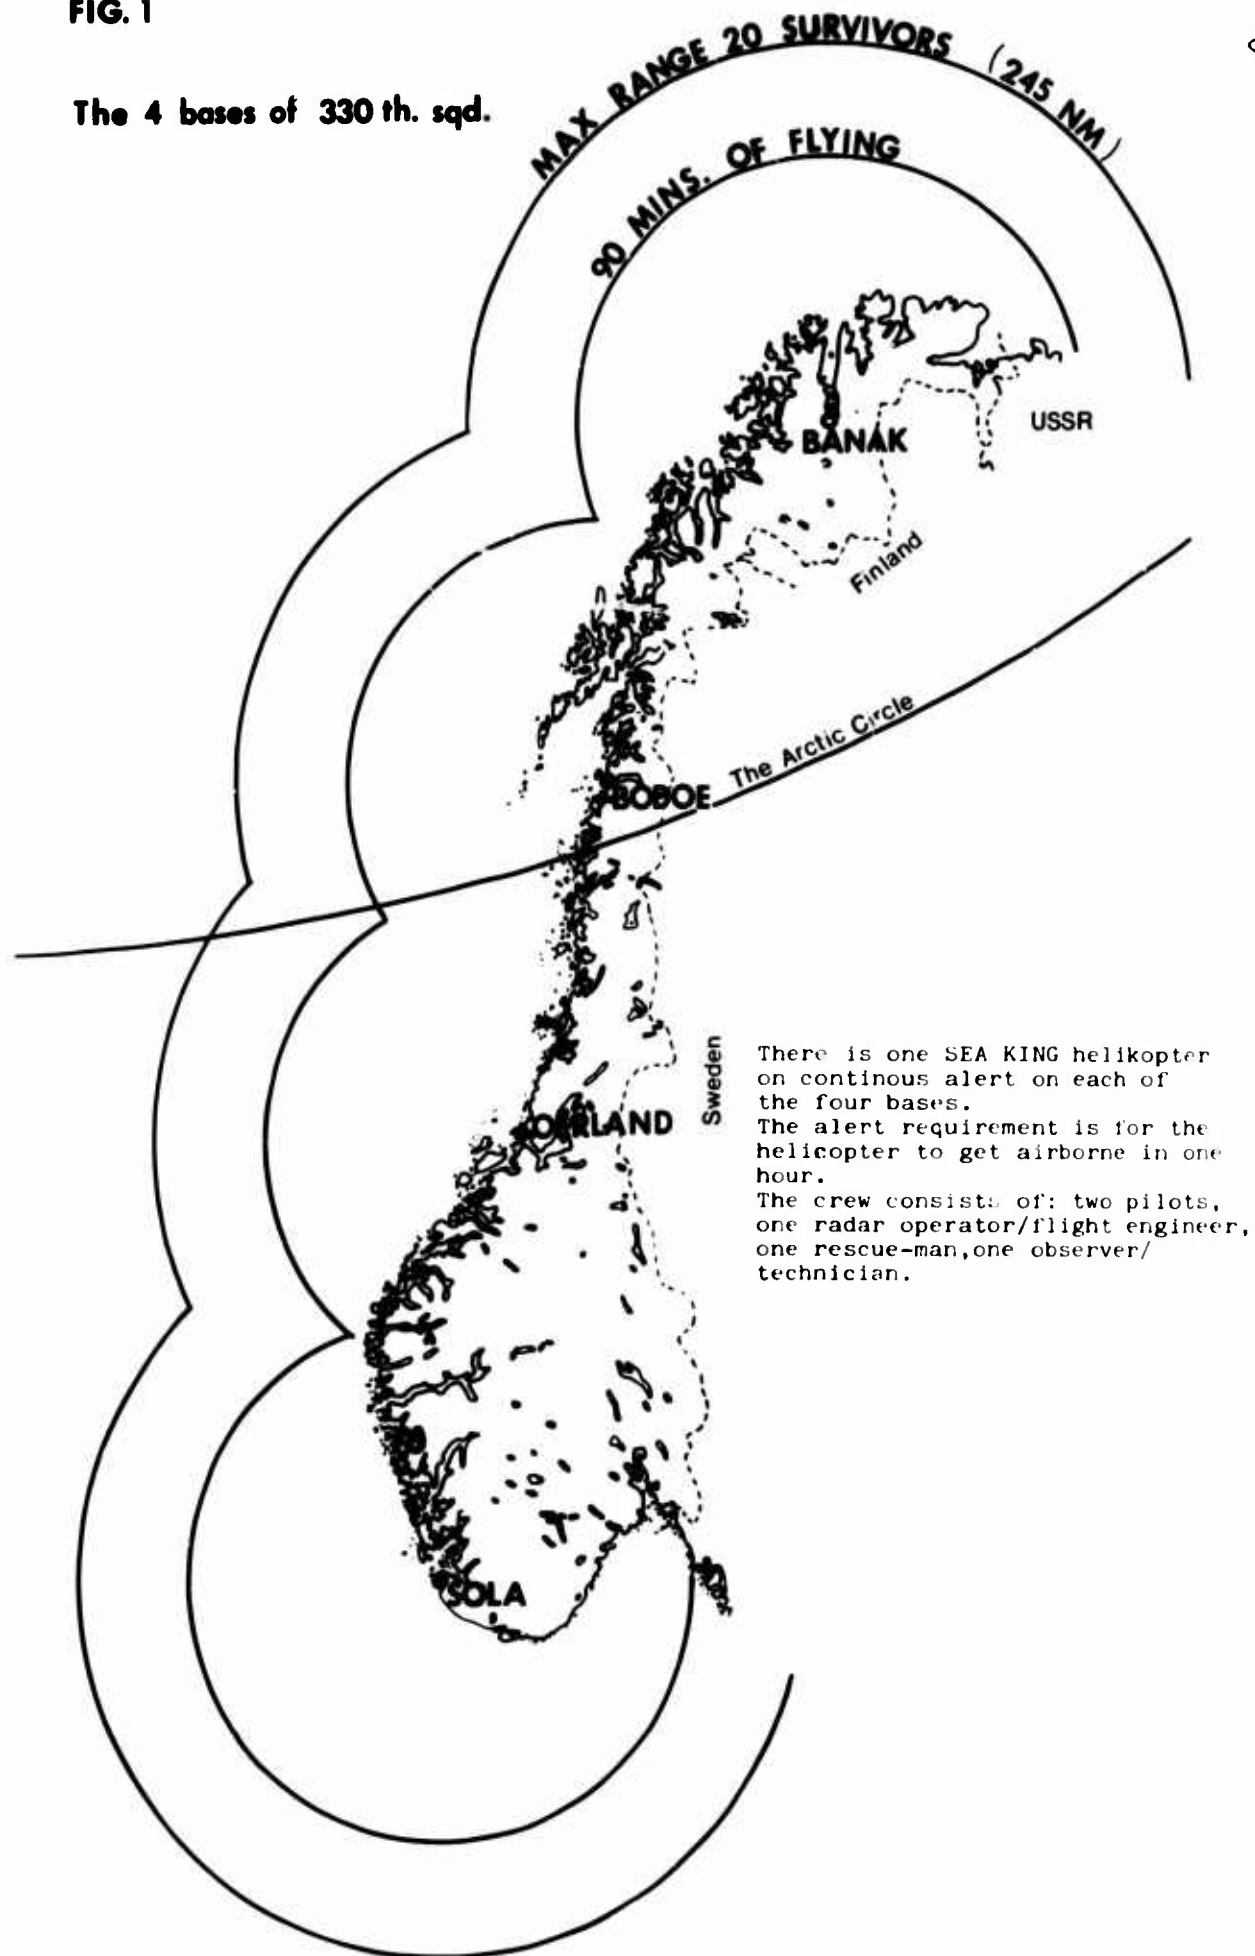 FIG. 1
The 4 bases of 330 th. sqd.
MAX RANGE 20 SURVIVORS (245 NM)
90 MINS. OF FLYING
BANAK
USSR
Finland
The Arctic Circle
BODOE
Sweden
There is one SEA KING helikopter
on continous alert on each of
the four bases.
The alert requirement is for the
helicopter to get airborne in one
hour.
The crew consists of: two pilots,
one radar operator/flight engineer,
one rescue-man,one observer/
technician.
OERLAND
SOLA